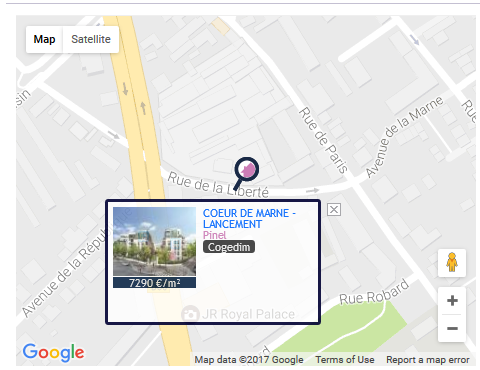 Map Satellite
sin
Rue de Paris
Avenue de la Marne
Rue de la Liberté
COEUR DE MARNE -
LANCEMENT
Pinel
Cogedim
7290 €/m²
Avenue de la Répu
JR Royal Palace
Rue Robard
+
−
Google
Map data ©2017 Google Terms of Use Report a map error